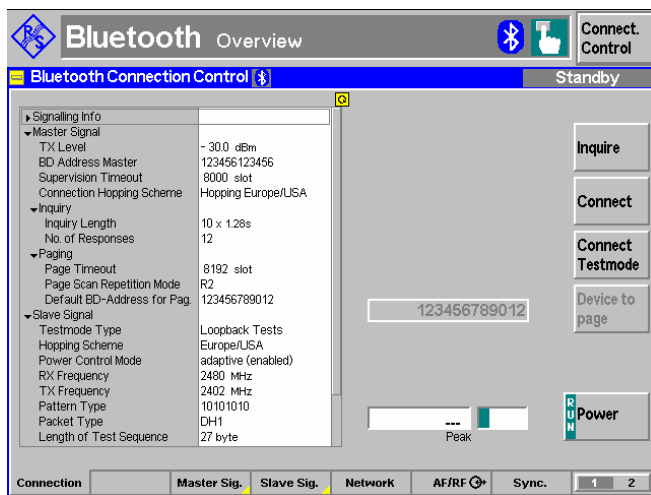 R S
Bluetooth Overview
Connect. Control
Bluetooth Connection Control
Standby
Signalling Info
Master Signal
TX Level - 30.0 dBm
BD Address Master 123456123456
Supervision Timeout 8000 slot
Connection Hopping Scheme Hopping Europe/USA
Inquiry
Inquiry Length 10 x 1.28s
No. of Responses 12
Paging
Page Timeout 8192 slot
Page Scan Repetition Mode R2
Default BD-Address for Pag. 123456789012
Slave Signal
Testmode Type Loopback Tests
Hopping Scheme Europe/USA
Power Control Mode adaptive (enabled)
RX Frequency 2480 MHz
TX Frequency 2402 MHz
Pattern Type 10101010
Packet Type DH1
Length of Test Sequence 27 byte
123456789012
---
Peak
Inquire
Connect
Connect Testmode
Device to page
RUN Power
Connection Master Sig. Slave Sig. Network AF/RF Sync. 1 2